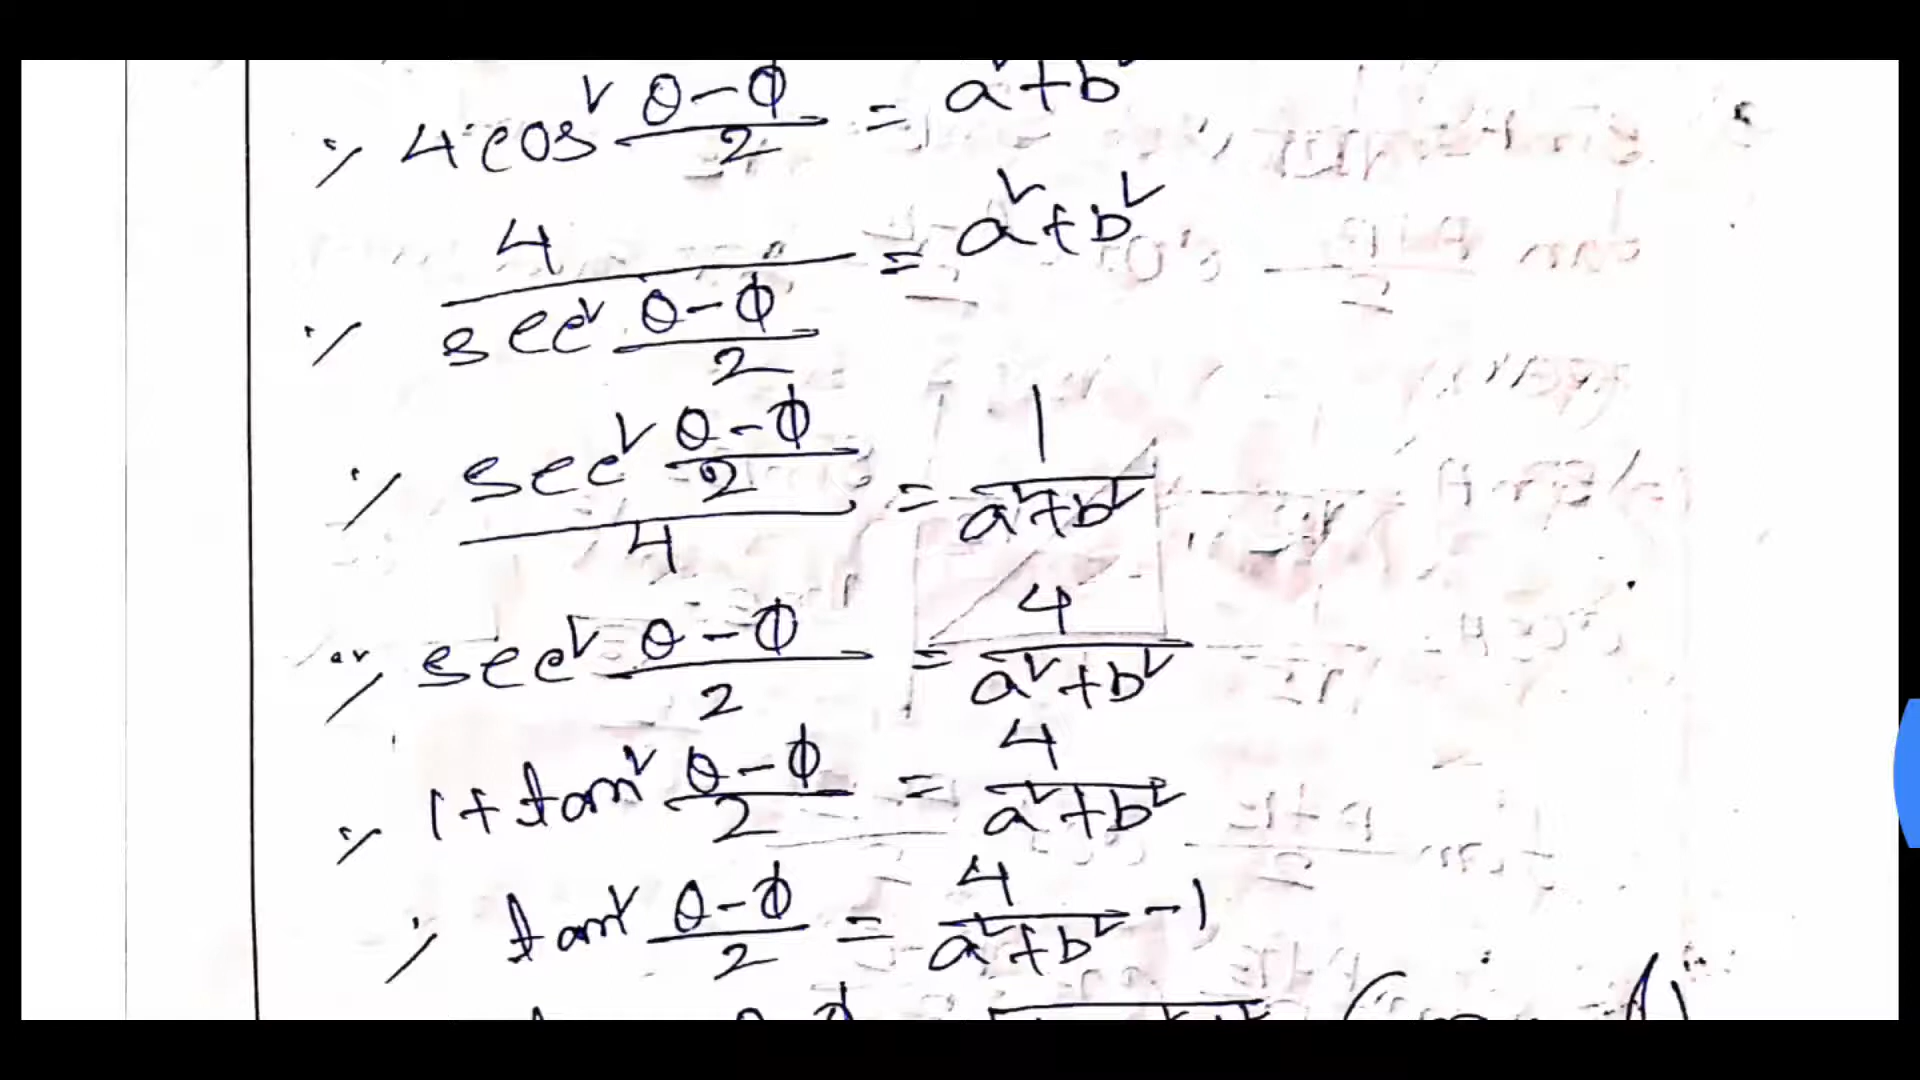 ∵, 4cos² (θ-φ)/2 = a²+b²
∵, 4/(sec² (θ-φ)/2) = a²+b²
∵, (sec² (θ-φ)/2)/4 = 1/(a²+b²)
∵, sec² (θ-φ)/2 = 4/(a²+b²)
∵, 1+tan² (θ-φ)/2 = 4/(a²+b²)
∵, tan² (θ-φ)/2 = 4/(a²+b²) -1